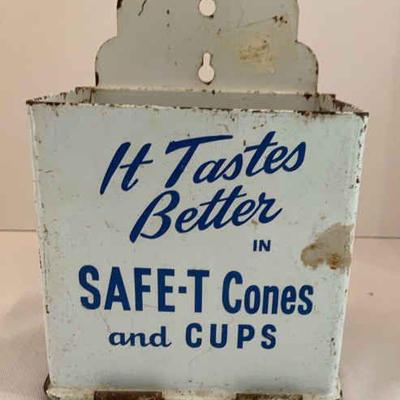 It Tastes
Better
IN
SAFE-T Cones
and CUPS